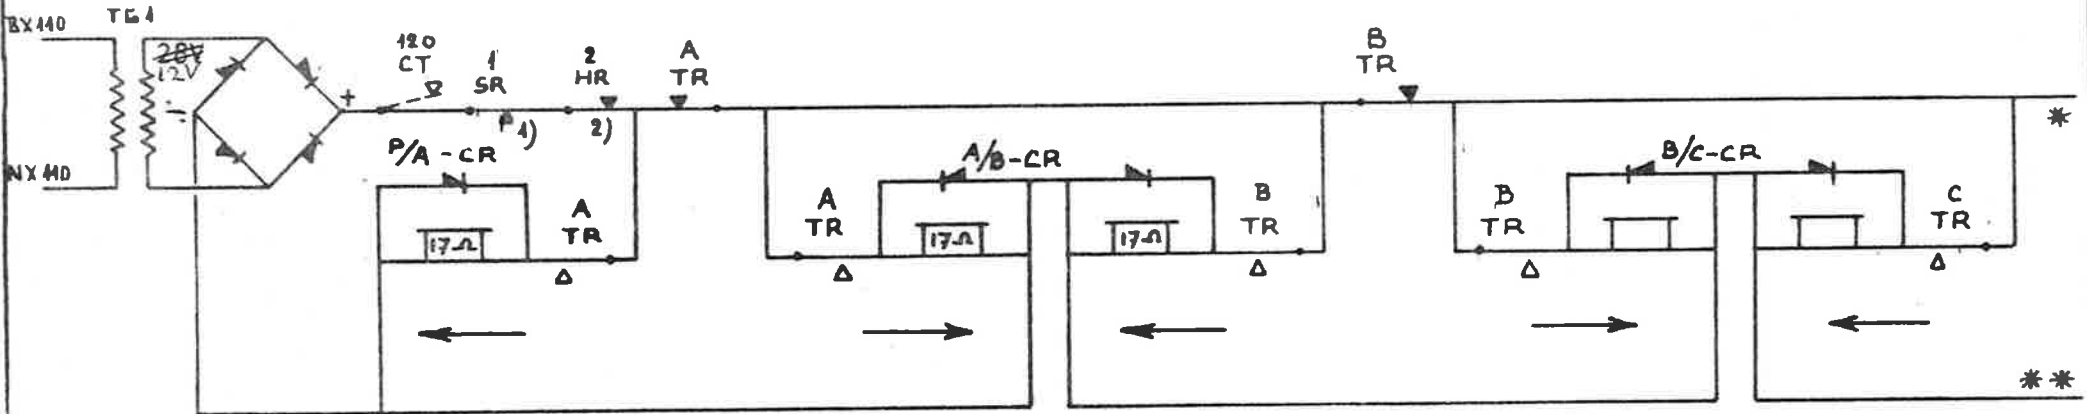 BX110
TG1
28V
12V
NX110
+
120
CT
1
SR
1)
2
HR
2)
A
TR
B
TR
*
P/A-CR
A/B-CR
B/C-CR
A
TR
A
TR
B
TR
B
TR
C
TR
17Ω
17Ω
17Ω
**